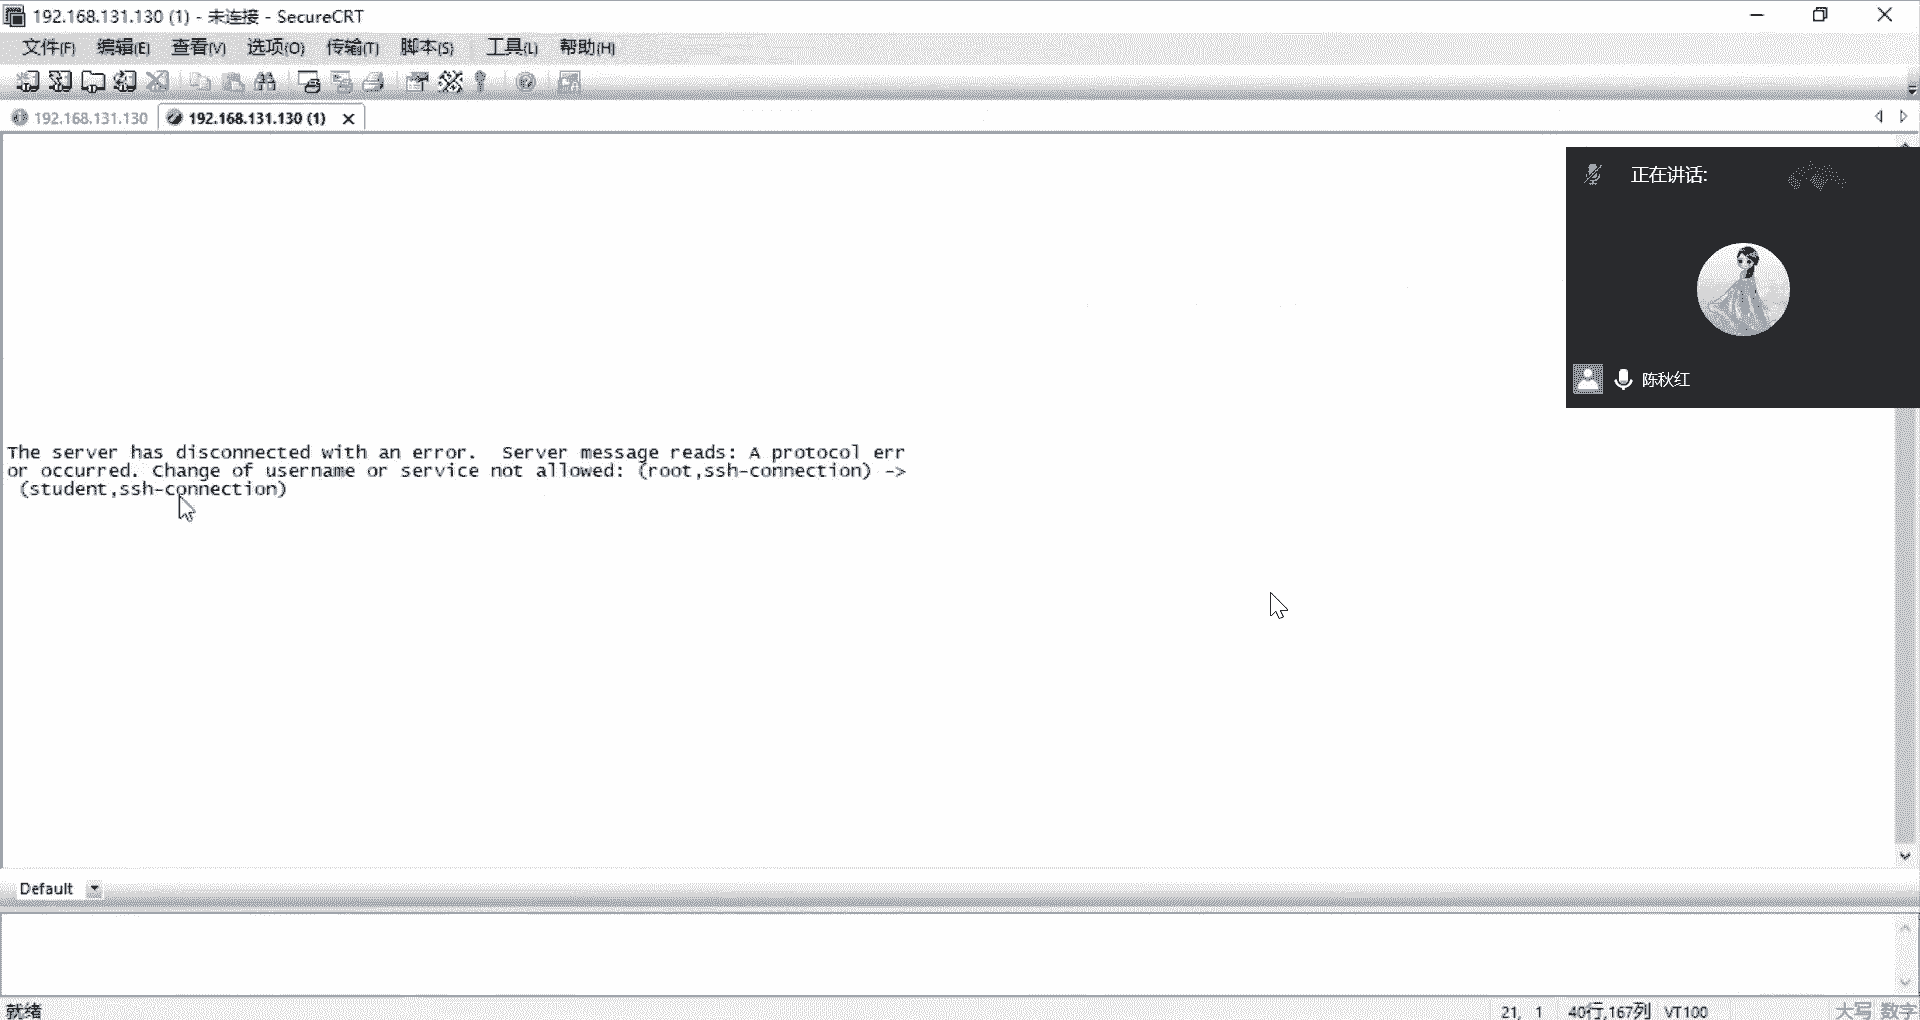 192.168.131.130 (1) - 未连接 - SecureCRT
文件(F) 编辑(E) 查看(V) 选项(O) 传输(T) 脚本(S) 工具(L) 帮助(H)
192.168.131.130 192.168.131.130 (1)
正在讲话:
陈秋红
The server has disconnected with an error.  Server message reads: A protocol err
or occurred. Change of username or service not allowed: (root,ssh-connection) ->
(student,ssh-connection)
Default
就绪 21, 1 40行,167列 VT100 大写 数字